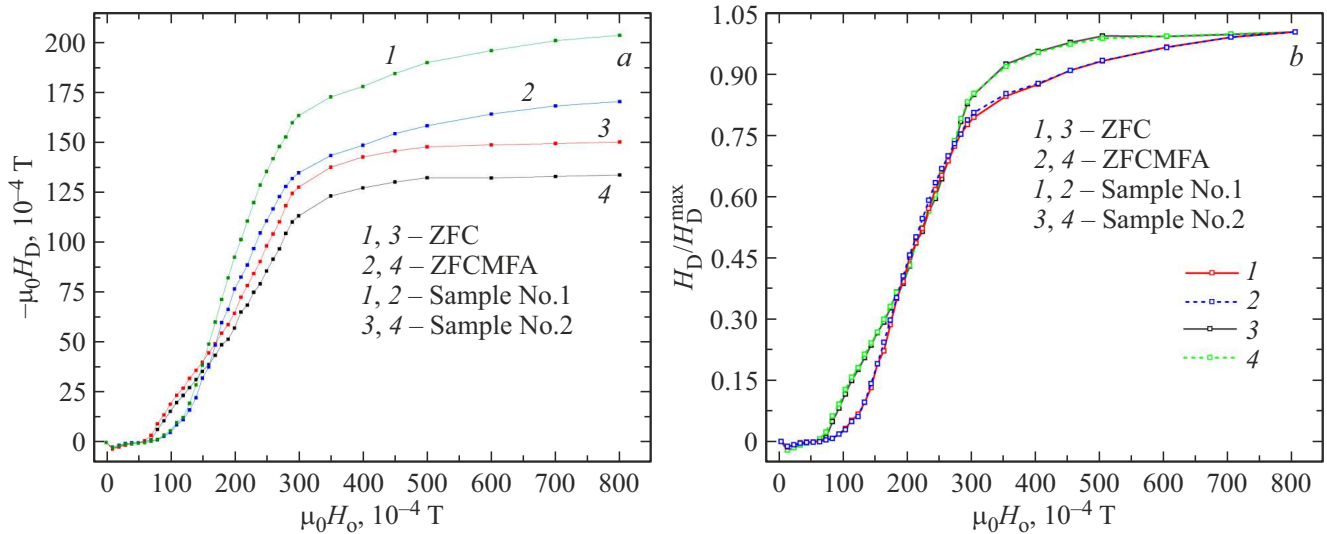 200
175
150
125
100
75
50
25
0
–μ₀H_D, 10⁻⁴ T
1
a
2
3
4
1, 3 – ZFC
2, 4 – ZFCMFA
1, 2 – Sample No.1
3, 4 – Sample No.2
0 100 200 300 400 500 600 700 800
μ₀Hₒ, 10⁻⁴ T
1.05
0.90
0.75
0.60
0.45
0.30
0.15
0
H_D/H_D^max
b
1, 3 – ZFC
2, 4 – ZFCMFA
1, 2 – Sample No.1
3, 4 – Sample No.2
1
2
3
4
0 100 200 300 400 500 600 700 800
μ₀Hₒ, 10⁻⁴ T